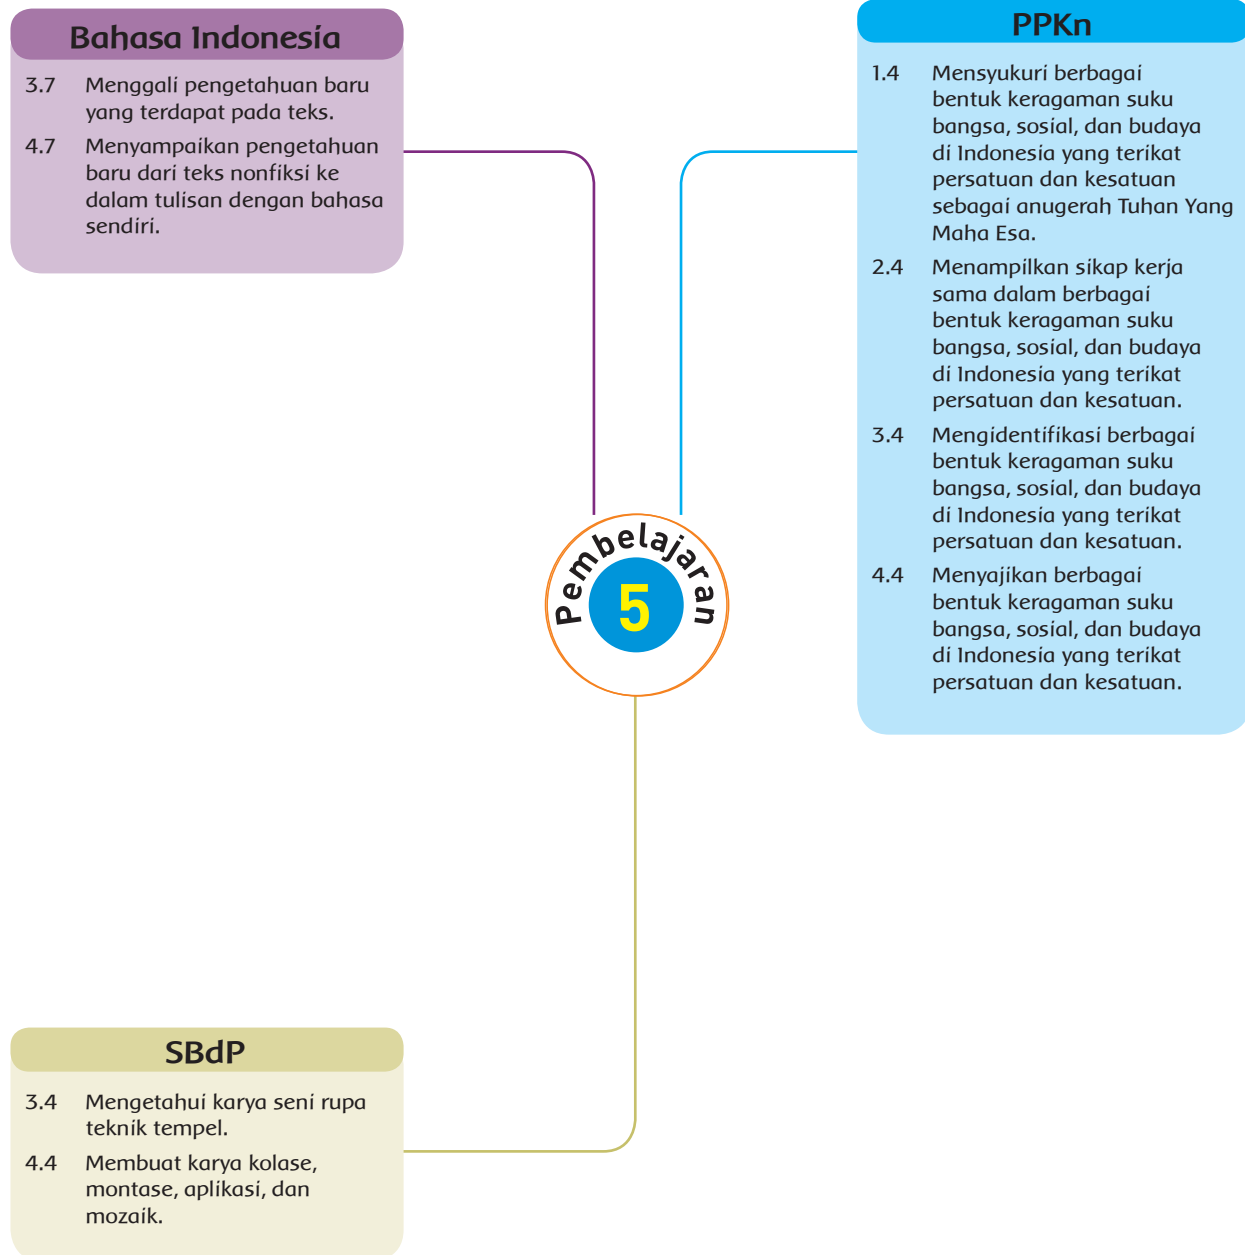 Bahasa Indonesia
3.7 Menggali pengetahuan baru
yang terdapat pada teks.
4.7 Menyampaikan pengetahuan
baru dari teks nonfiksi ke
dalam tulisan dengan bahasa
sendiri.
PPKn
1.4 Mensyukuri berbagai
bentuk keragaman suku
bangsa, sosial, dan budaya
di Indonesia yang terikat
persatuan dan kesatuan
sebagai anugerah Tuhan Yang
Maha Esa.
2.4 Menampilkan sikap kerja
sama dalam berbagai
bentuk keragaman suku
bangsa, sosial, dan budaya
di Indonesia yang terikat
persatuan dan kesatuan.
3.4 Mengidentifikasi berbagai
bentuk keragaman suku
bangsa, sosial, dan budaya
di Indonesia yang terikat
persatuan dan kesatuan.
4.4 Menyajikan berbagai
bentuk keragaman suku
bangsa, sosial, dan budaya
di Indonesia yang terikat
persatuan dan kesatuan.
Pembelajaran
5
SBdP
3.4 Mengetahui karya seni rupa
teknik tempel.
4.4 Membuat karya kolase,
montase, aplikasi, dan
mozaik.